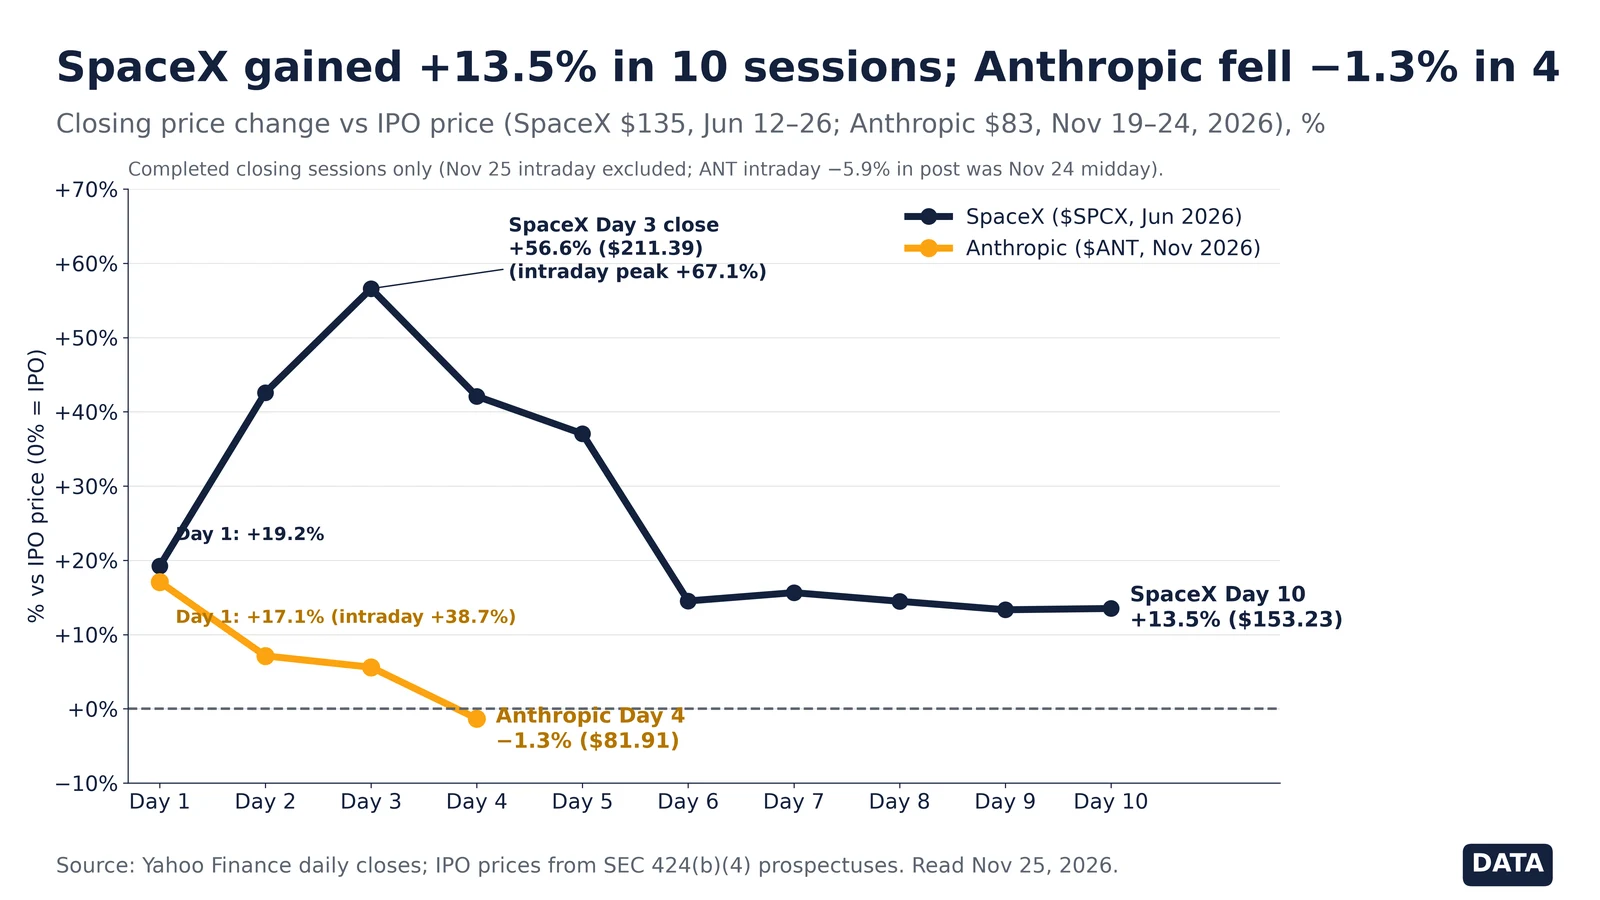 SpaceX gained +13.5% in 10 sessions; Anthropic fell −1.3% in 4
Closing price change vs IPO price (SpaceX $135, Jun 12–26; Anthropic $83, Nov 19–24, 2026), %
Completed closing sessions only (Nov 25 intraday excluded; ANT intraday −5.9% in post was Nov 24 midday).
% vs IPO price (0% = IPO)
+70%
+60%
+50%
+40%
+30%
+20%
+10%
+0%
−10%
SpaceX Day 3 close
+56.6% ($211.39)
(intraday peak +67.1%)
SpaceX ($SPCX, Jun 2026)
Anthropic ($ANT, Nov 2026)
Day 1: +19.2%
Day 1: +17.1% (intraday +38.7%)
SpaceX Day 10
+13.5% ($153.23)
Anthropic Day 4
−1.3% ($81.91)
Day 1 Day 2 Day 3 Day 4 Day 5 Day 6 Day 7 Day 8 Day 9 Day 10
Source: Yahoo Finance daily closes; IPO prices from SEC 424(b)(4) prospectuses. Read Nov 25, 2026.
DATA